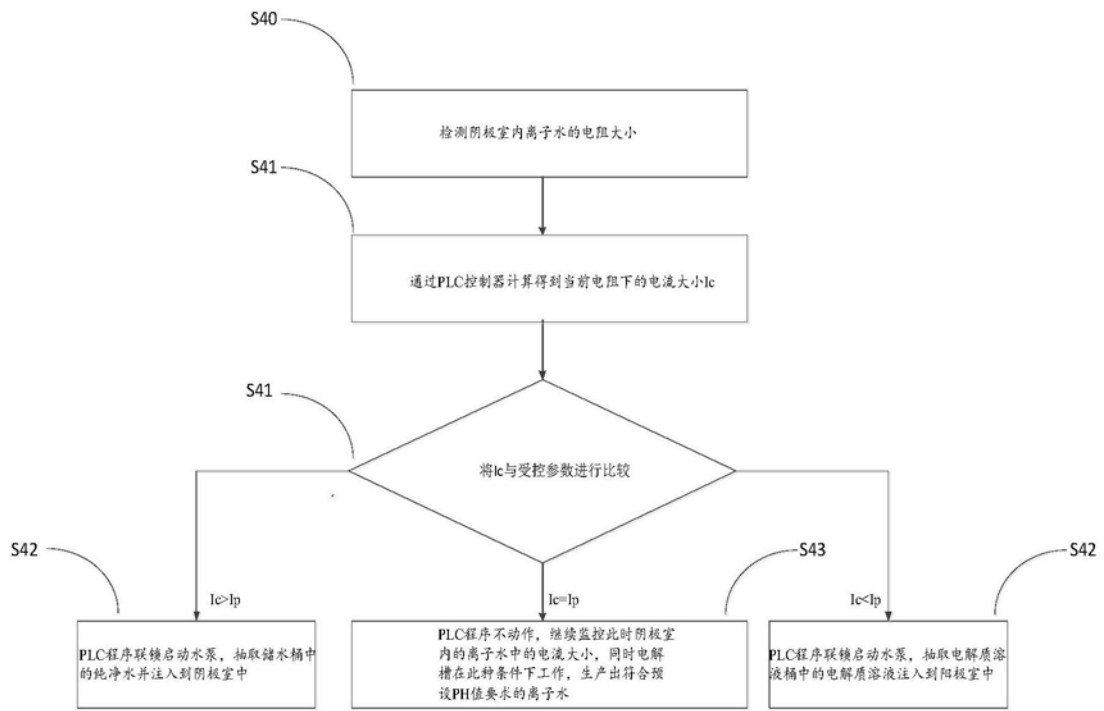 S40
检测阴极室内离子水的电阻大小
S41
通过PLC控制器计算得到当前电阻下的电流大小Ic
S41
将Ic与受控参数进行比较
S42
S43
S42
Ic>Ip
Ic=Ip
Ic<Ip
PLC程序联锁启动水泵，抽取储水桶中
的纯净水并注入到阴极室中
PLC程序不动作，继续监控此时阴极室
内的离子水中的电流大小，同时电解
槽在此种条件下工作，生产出符合预
设PH值要求的离子水
PLC程序联锁启动水泵，抽取电解质溶
液桶中的电解质溶液注入到阳极室中